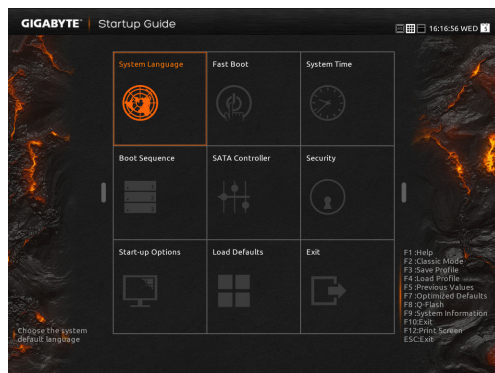 GIGABYTE™ Startup Guide
16:16:56 WED
System Language
Fast Boot
System Time
Boot Sequence
SATA Controller
Security
Start-up Options
Load Defaults
Exit
F1 :Help
F2 :Classic Mode
F3 :Save Profile
F4 :Load Profile
F5 :Previous Values
F7 :Optimized Defaults
F8 :Q-Flash
F9 :System Information
F10:Exit
F12:Print Screen
ESC:Exit
Choose the system
default language